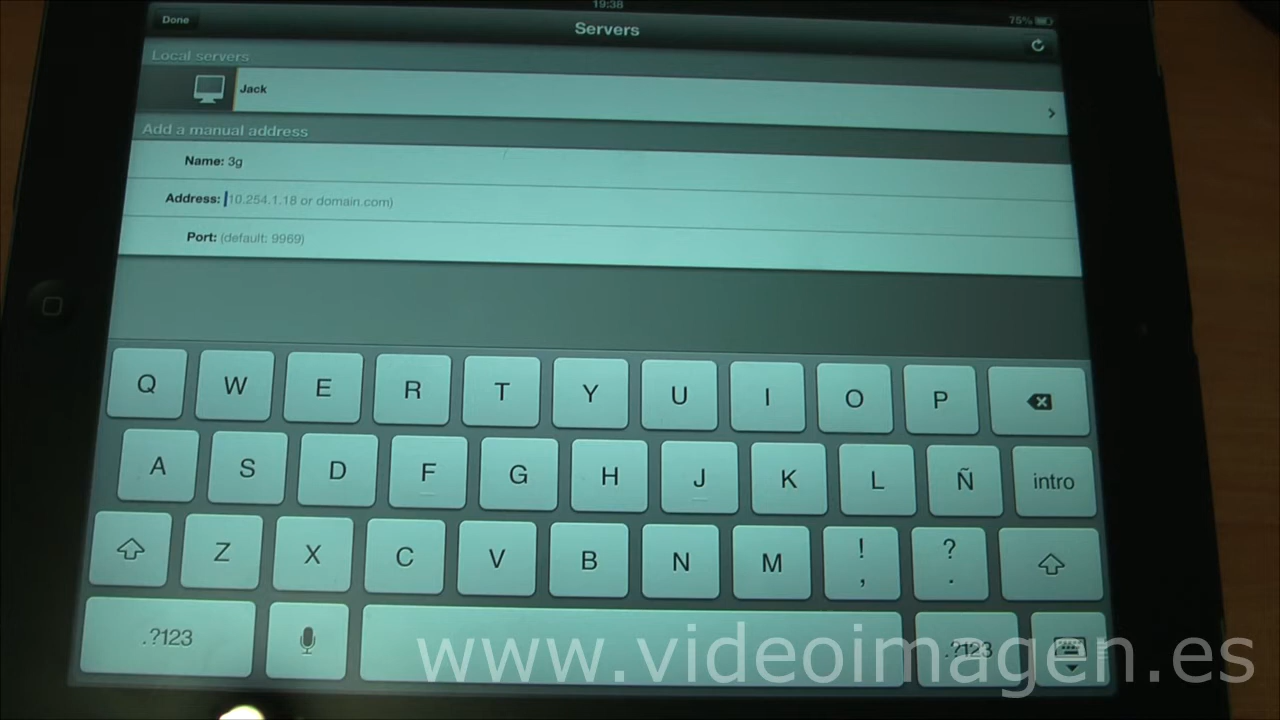 19:38
Done
Servers
75%
Local servers
Jack
Add a manual address
Name: 3g
Address: 10.254.1.18 or domain.com)
Port: (default: 9969)
Q W E R T Y U I O P
A S D F G H J K L Ñ intro
Z X C V B N M ! , ? .
.?123 .?123
www.videoimagen.es